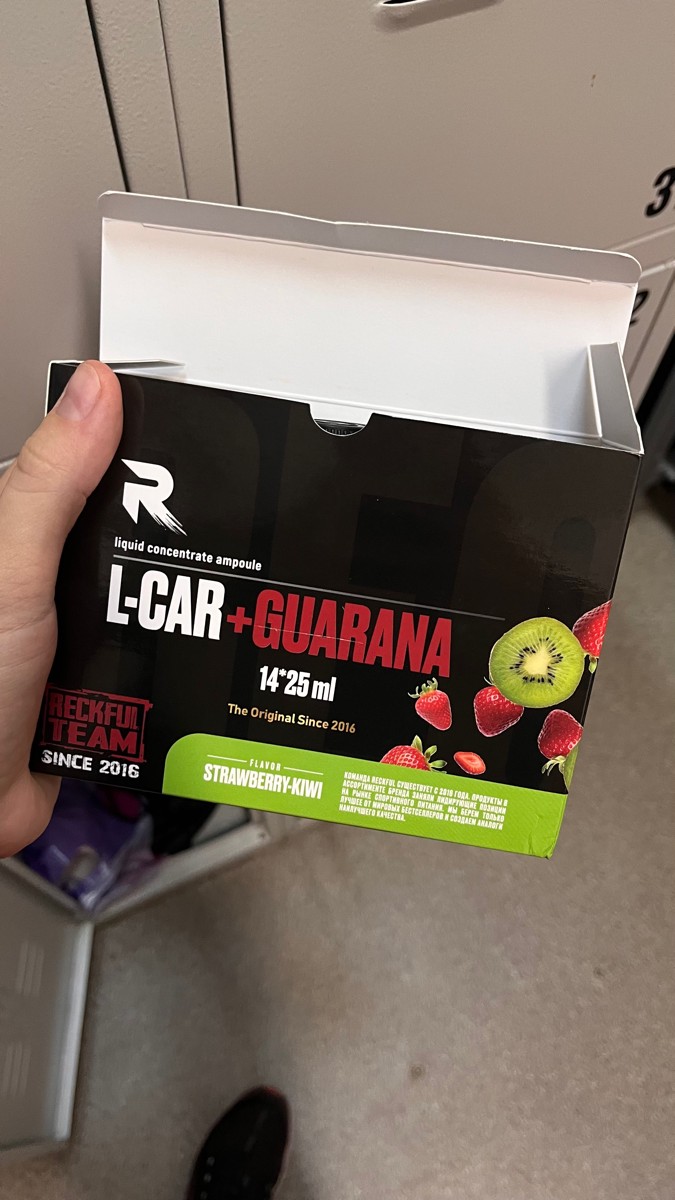 3
2
R
liquid concentrate ampoule
L-CAR+GUARANA
14*25 ml
The Original Since 2016
RECKFUL
TEAM
SINCE 2016
FLAVOR
STRAWBERRY-KIWI
КОМАНДА RECKFUL СУЩЕСТВУЕТ С 2016 ГОДА. ПРОДУКТЫ В
АССОРТИМЕНТЕ БРЕНДА ЗАНЯЛИ ЛИДИРУЮЩИЕ ПОЗИЦИИ
НА РЫНКЕ СПОРТИВНОГО ПИТАНИЯ. МЫ БЕРЕМ ТОЛЬКО
ЛУЧШЕЕ ОТ МИРОВЫХ БЕСТСЕЛЛЕРОВ И СОЗДАЕМ АНАЛОГИ
НАИЛУЧШЕГО КАЧЕСТВА.